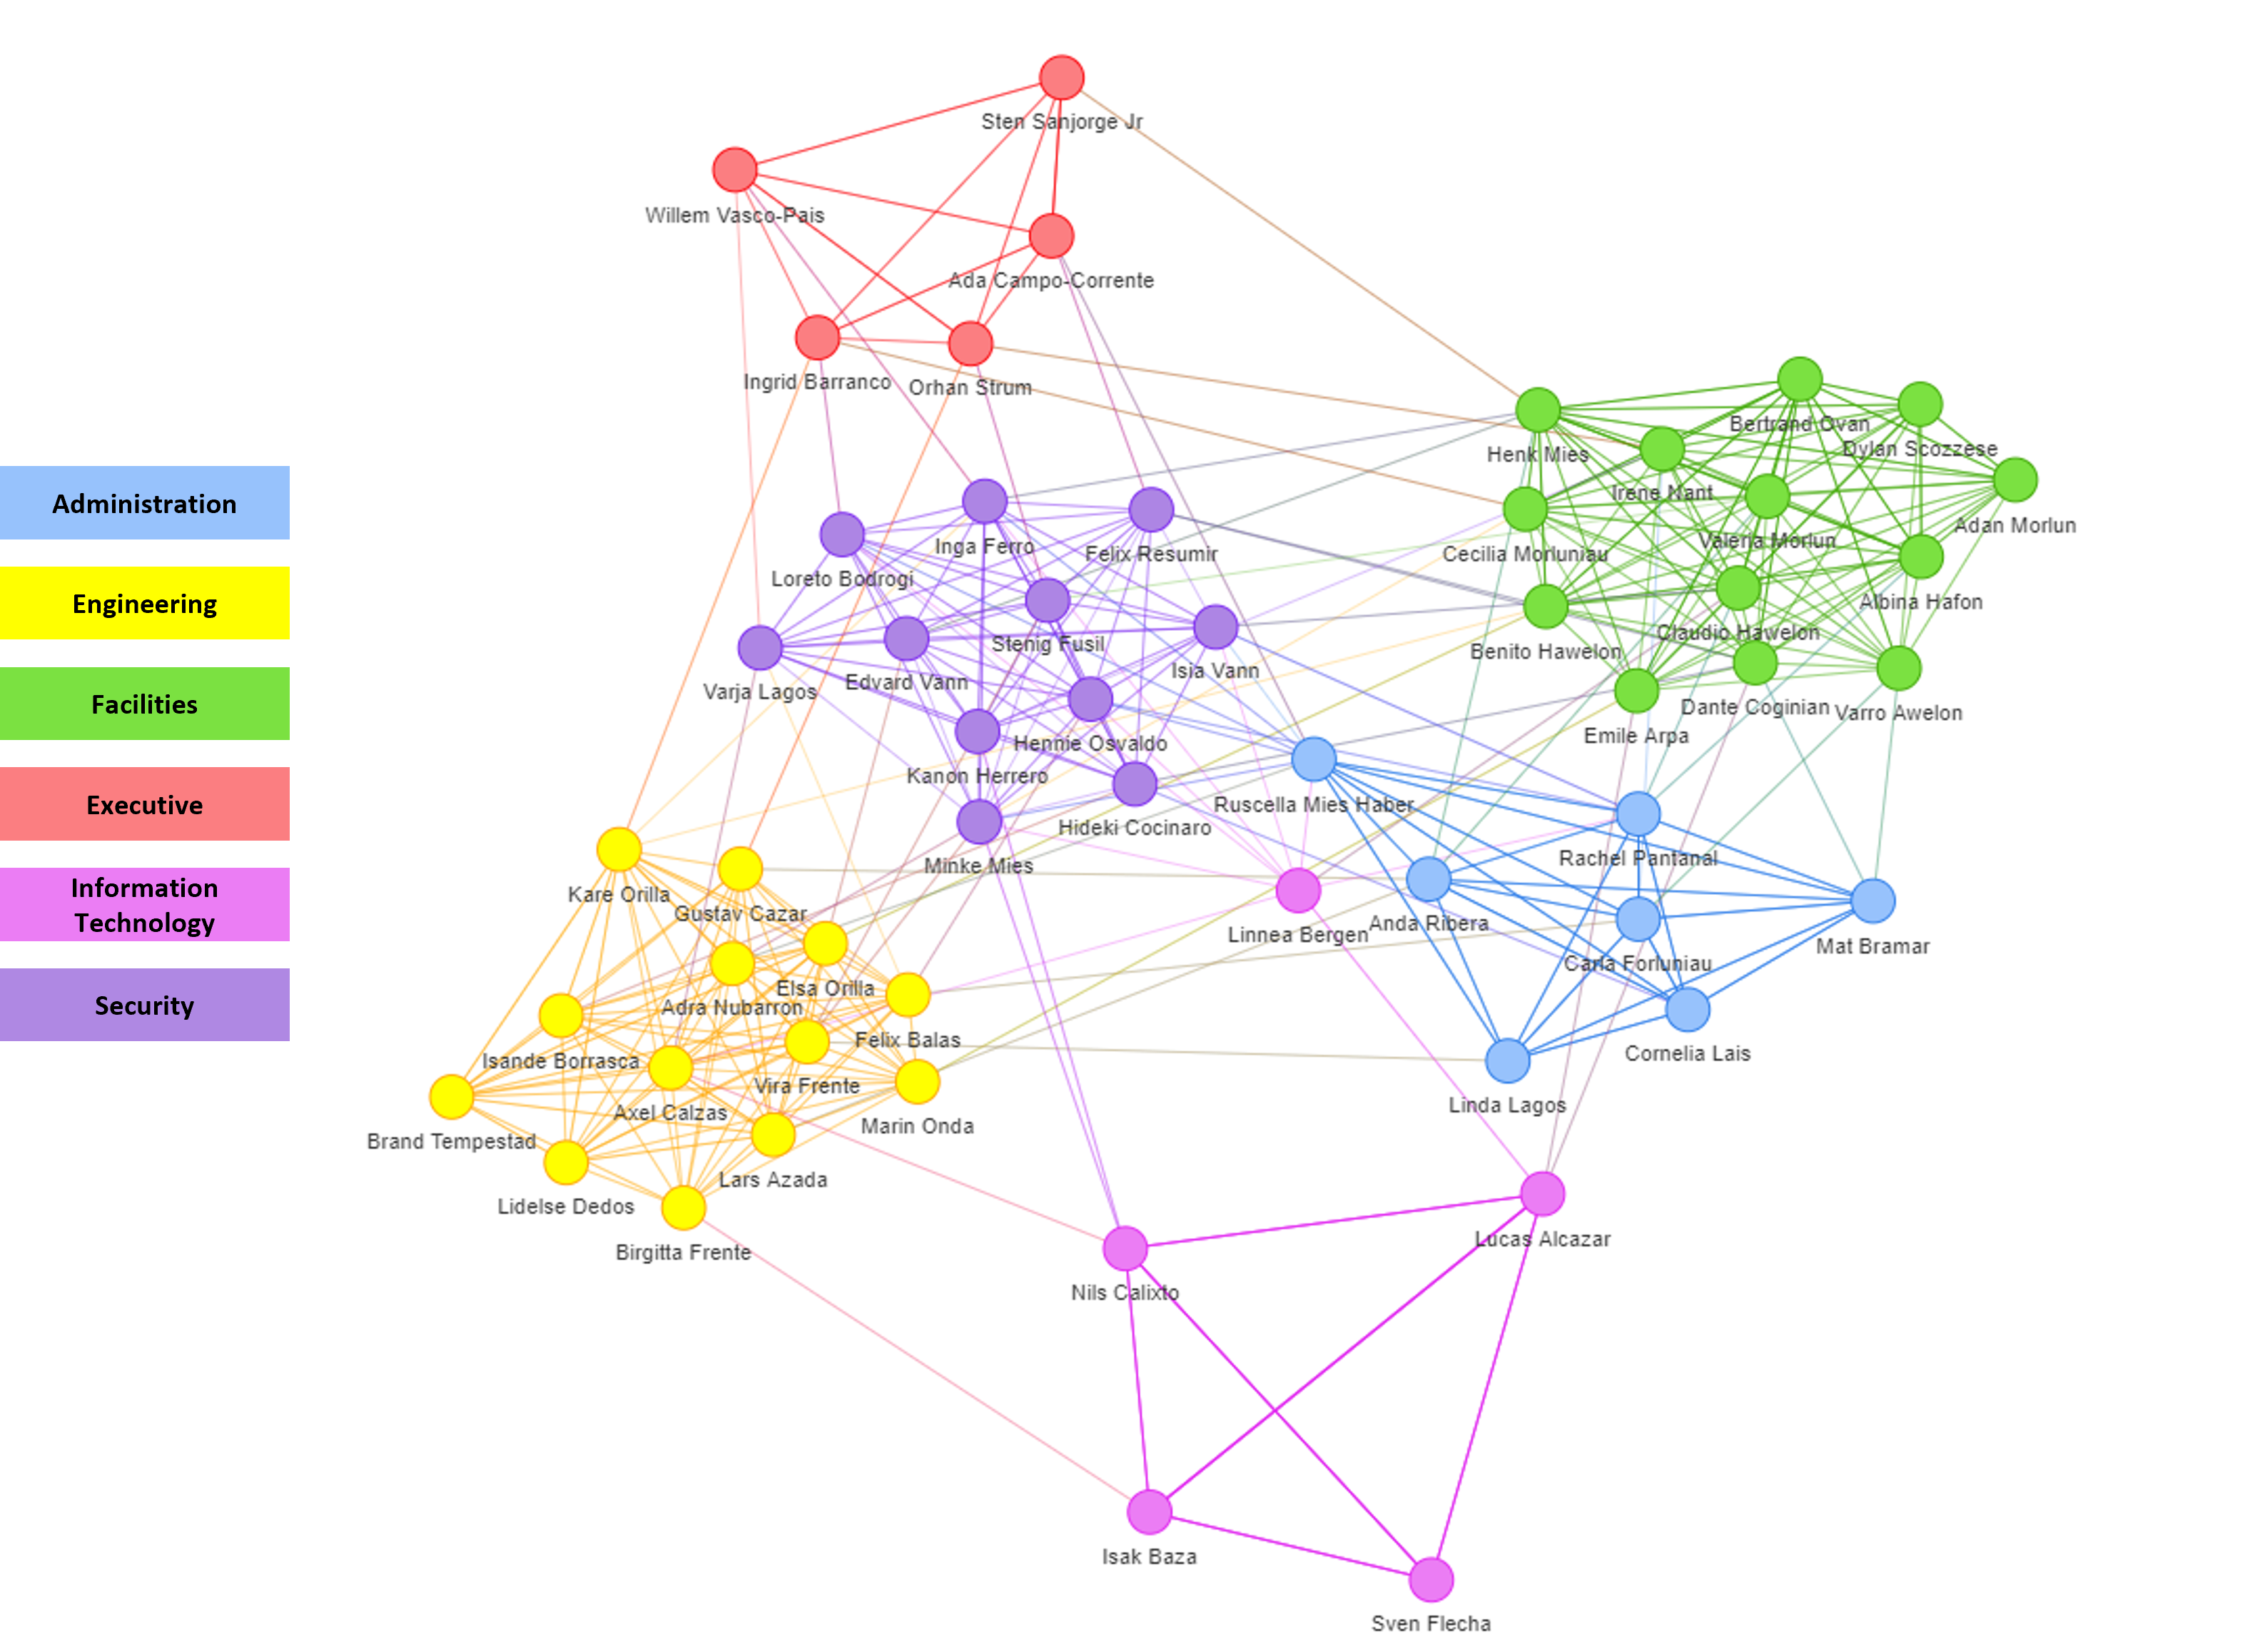 Sten Sanjorge Jr
Willem Vasco-Pais
Ada Campo-Corrente
Ingrid Barranco
Orhan Strum
Bertrand Ovan
Dylan Scozzese
Henk Mies
Irene Nant
Adan Morlun
Valeria Morlun
Cecilia Morluniau
Inga Ferro
Felix Resumir
Loreto Bodrogi
Albina Hafon
Claudio Hawelon
Benito Hawelon
Stenig Fusil
Isia Vann
Edvard Vann
Varja Lagos
Dante Coginian
Varro Awelon
Emile Arpa
Hennie Osvaldo
Kanon Herrero
Ruscella Mies Haber
Hideki Cocinaro
Minke Mies
Rachel Pantanal
Kare Orilla
Gustav Cazar
Linnea Bergen
Anda Ribera
Mat Bramar
Carla Forluniau
Elsa Orilla
Adra Nubarron
Felix Balas
Isande Borrasca
Cornelia Lais
Vira Frente
Axel Calzas
Linda Lagos
Marin Onda
Brand Tempestad
Lars Azada
Lidelse Dedos
Birgitta Frente
Lucas Alcazar
Nils Calixto
Isak Baza
Sven Flecha
Administration
Engineering
Facilities
Executive
Information
Technology
Security